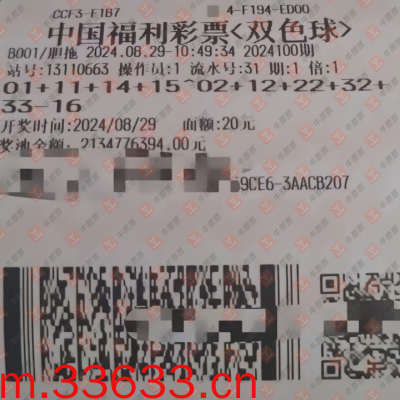 CCF3-F1B7
4-F194-ED00
中国福利彩票<双色球>
B001/胆拖 2024.08.29-10:49:34 2024100期
站号:13110663 操作员:1 流水号:31 期:1 倍:1
01+11+14+15~02+12+22+32+
33-16
开奖时间:2024/08/29 面额:20元
奖池金额: 2134776394.00元
9CE6-3AACB207
m.33633.cn